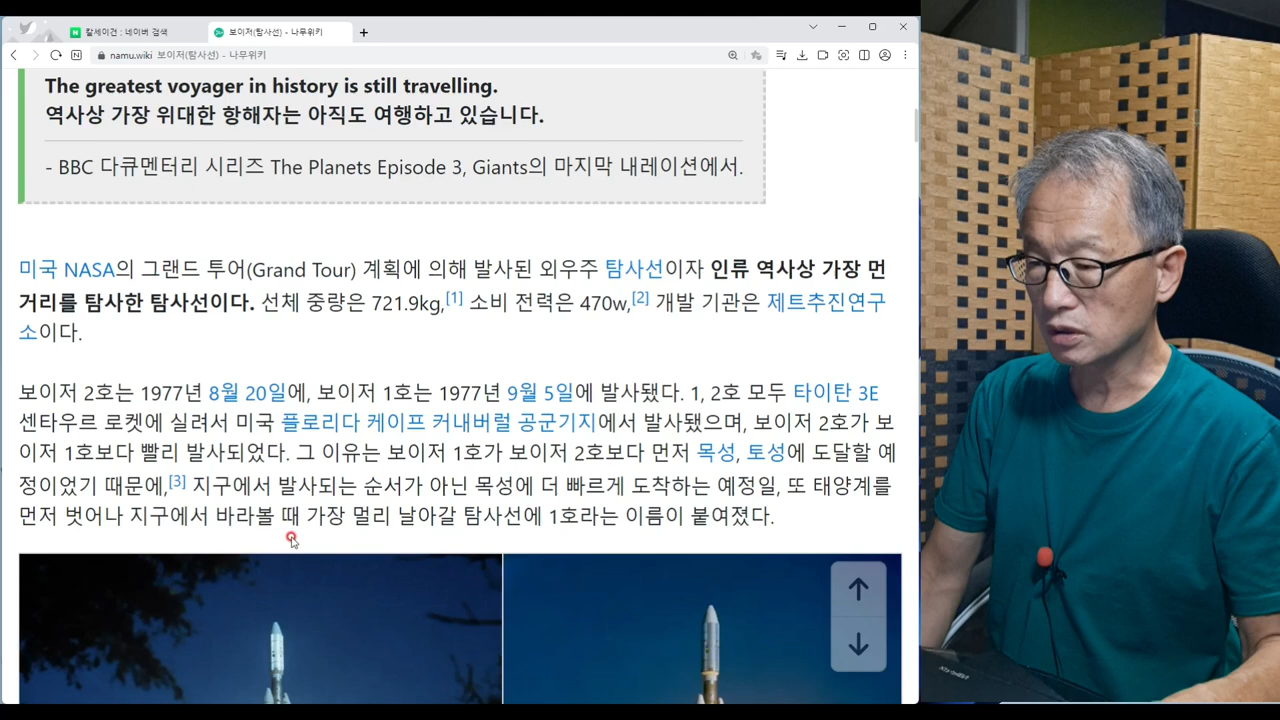 칼세이건 : 네이버 검색
보이저(탐사선) - 나무위키
namu.wiki 보이저(탐사선) - 나무위키
The greatest voyager in history is still travelling.
역사상 가장 위대한 항해자는 아직도 여행하고 있습니다.
- BBC 다큐멘터리 시리즈 The Planets Episode 3, Giants의 마지막 내레이션에서.
미국 NASA의 그랜드 투어(Grand Tour) 계획에 의해 발사된 외우주 탐사선이자 인류 역사상 가장 먼
거리를 탐사한 탐사선이다. 선체 중량은 721.9kg,[1] 소비 전력은 470w,[2] 개발 기관은 제트추진연구
소이다.
보이저 2호는 1977년 8월 20일에, 보이저 1호는 1977년 9월 5일에 발사됐다. 1, 2호 모두 타이탄 3E
센타우르 로켓에 실려서 미국 플로리다 케이프 커내버럴 공군기지에서 발사됐으며, 보이저 2호가 보
이저 1호보다 빨리 발사되었다. 그 이유는 보이저 1호가 보이저 2호보다 먼저 목성, 토성에 도달할 예
정이었기 때문에,[3] 지구에서 발사되는 순서가 아닌 목성에 더 빠르게 도착하는 예정일, 또 태양계를
먼저 벗어나 지구에서 바라볼 때 가장 멀리 날아갈 탐사선에 1호라는 이름이 붙여졌다.